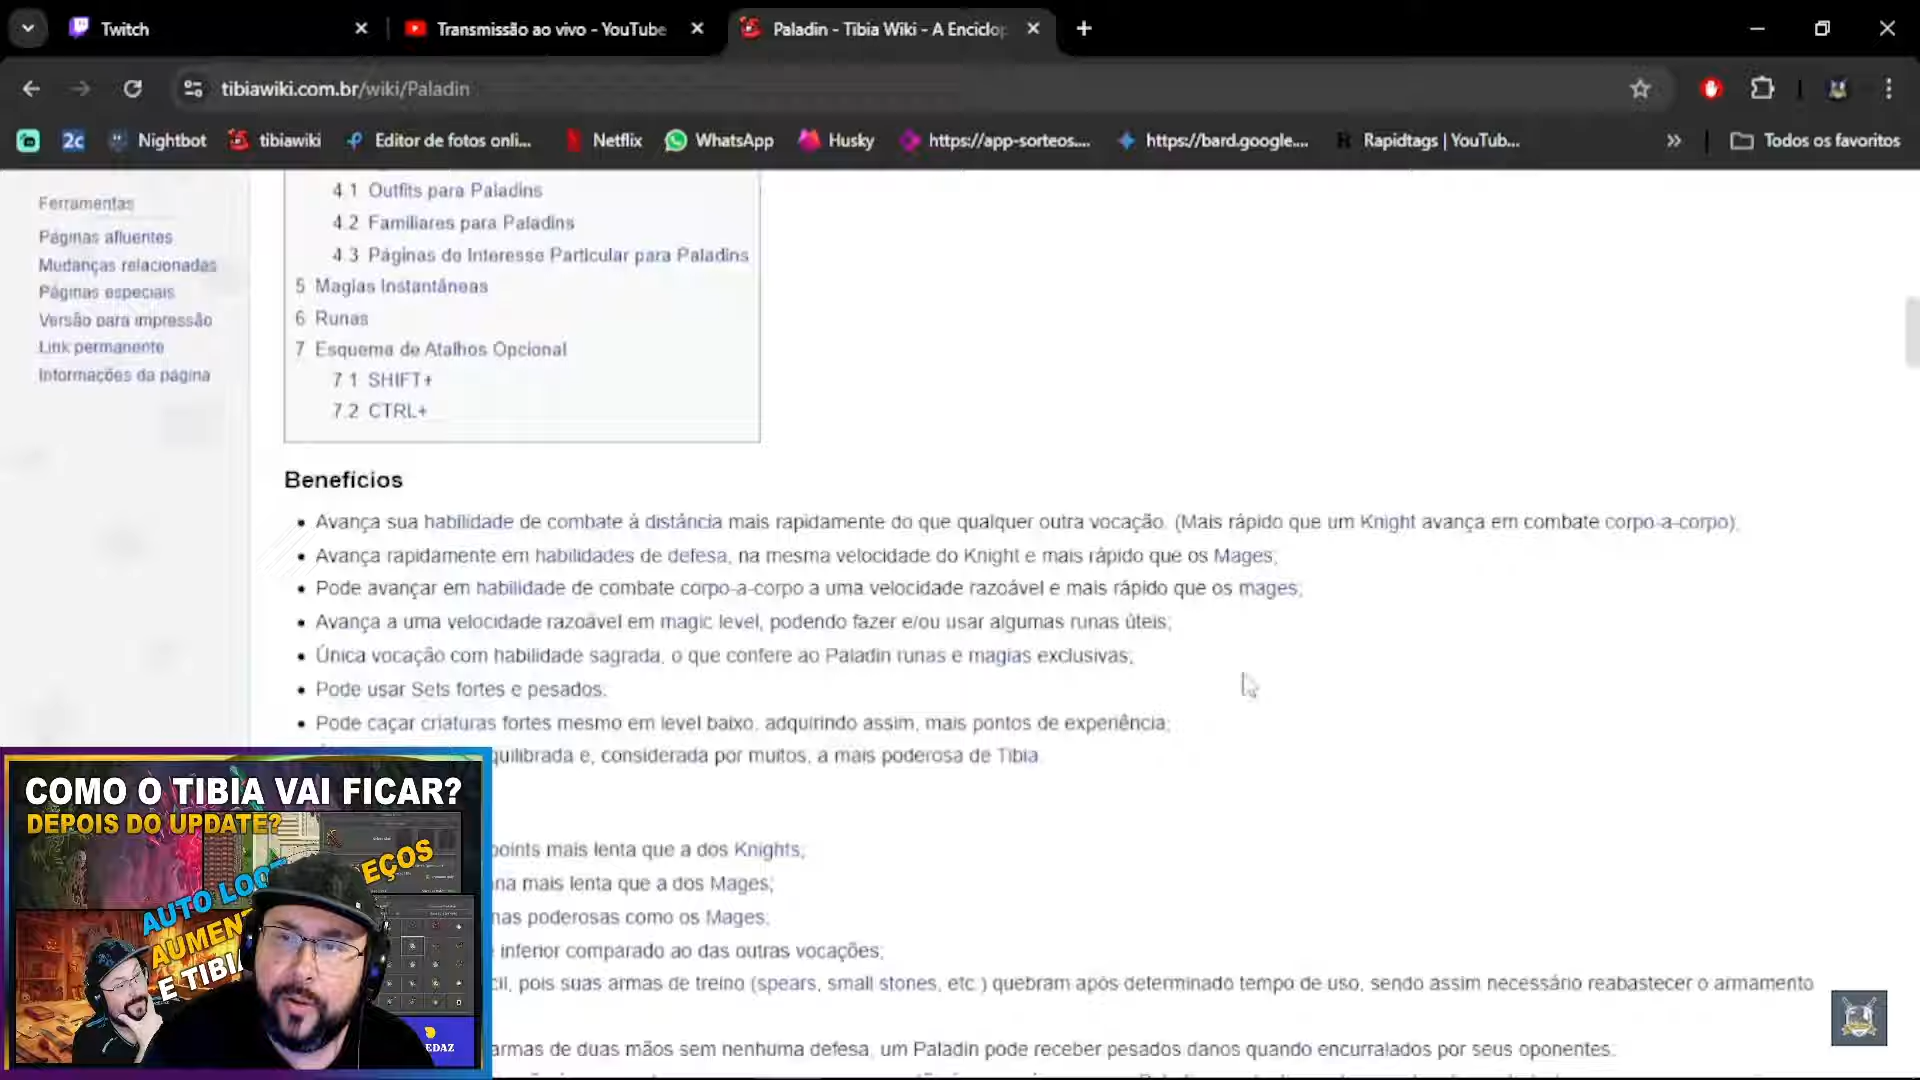 Twitch
Transmissão ao vivo - YouTube
Paladin - Tibia Wiki - A Enciclop
tibiawiki.com.br/wiki/Paladin
2c
Nightbot
tibiawiki
Editor de fotos onli...
Netflix
WhatsApp
Husky
https://app-sorteos....
https://bard.google....
Rapidtags | YouTub...
Todos os favoritos
Ferramentas
Páginas afluentes
Mudanças relacionadas
Páginas especiais
Versão para impressão
Link permanente
Informações da página
4.1 Outfits para Paladins
4.2 Familiares para Paladins
4.3 Páginas de Interesse Particular para Paladins
5 Magias Instantâneas
6 Runas
7 Esquema de Atalhos Opcional
7.1 SHIFT+
7.2 CTRL+
Benefícios
Avança sua habilidade de combate à distância mais rapidamente do que qualquer outra vocação. (Mais rápido que um Knight avança em combate corpo-a-corpo).
Avança rapidamente em habilidades de defesa, na mesma velocidade do Knight e mais rápido que os Mages;
Pode avançar em habilidade de combate corpo-a-corpo a uma velocidade razoável e mais rápido que os mages;
Avança a uma velocidade razoável em magic level, podendo fazer e/ou usar algumas runas úteis;
Única vocação com habilidade sagrada, o que confere ao Paladin runas e magias exclusivas;
Pode usar Sets fortes e pesados.
Pode caçar criaturas fortes mesmo em level baixo, adquirindo assim, mais pontos de experiência;
quilibrada e, considerada por muitos, a mais poderosa de Tibia
points mais lenta que a dos Knights;
na mais lenta que a dos Mages;
nas poderosas como os Mages;
inferior comparado ao das outras vocações;
cil, pois suas armas de treino (spears, small stones, etc.) quebram após determinado tempo de uso, sendo assim necessário reabastecer o armamento
armas de duas mãos sem nenhuma defesa, um Paladin pode receber pesados danos quando encurralados por seus oponentes.
COMO O TIBIA VAI FICAR?
DEPOIS DO UPDATE?
AUTO LOO
EÇOS
AUMEN
E TIBI
EDAZ